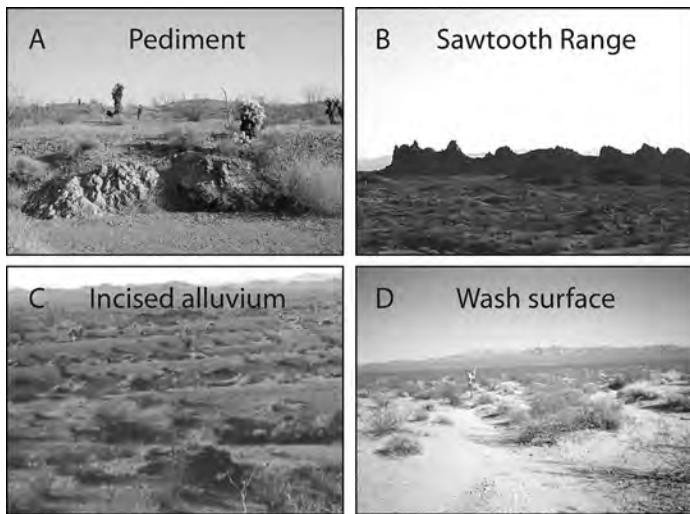 A Pediment
B Sawtooth Range
C Incised alluvium
D Wash surface